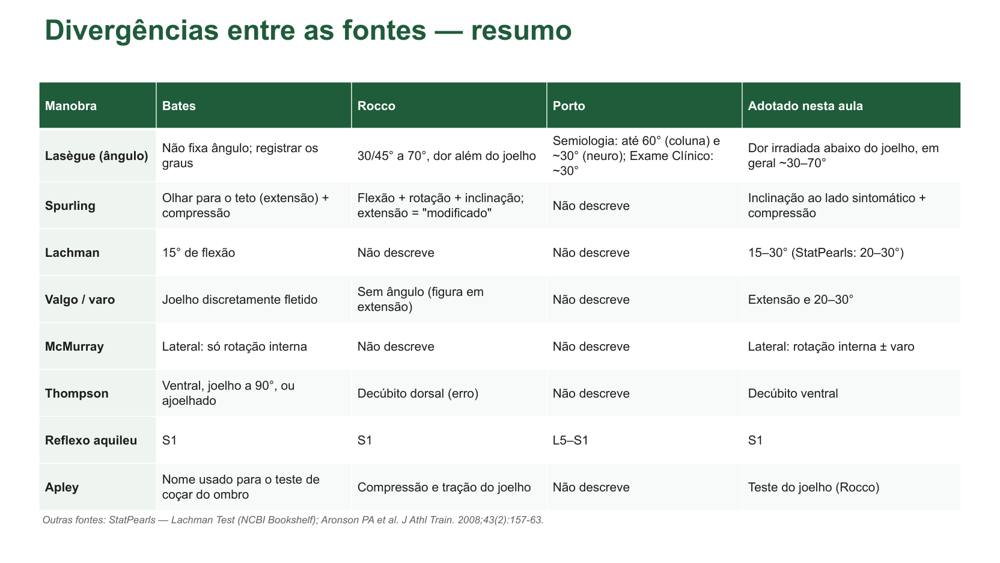 Divergências entre as fontes — resumo
Manobra Bates Rocco Porto Adotado nesta aula
Lasègue (ângulo)
Não fixa ângulo; registrar os
graus
30/45° a 70°, dor além do joelho
Semiologia: até 60° (coluna) e
~30° (neuro); Exame Clínico:
~30°
Dor irradiada abaixo do joelho, em
geral ~30–70°
Spurling
Olhar para o teto (extensão) +
compressão
Flexão + rotação + inclinação;
extensão = "modificado"
Não descreve
Inclinação ao lado sintomático +
compressão
Lachman
15° de flexão
Não descreve
Não descreve
15–30° (StatPearls: 20–30°)
Valgo / varo
Joelho discretamente fletido
Sem ângulo (figura em
extensão)
Não descreve
Extensão e 20–30°
McMurray
Lateral: só rotação interna
Não descreve
Não descreve
Lateral: rotação interna ± varo
Thompson
Ventral, joelho a 90°, ou
ajoelhado
Decúbito dorsal (erro)
Não descreve
Decúbito ventral
Reflexo aquileu
S1
S1
L5–S1
S1
Apley
Nome usado para o teste de
coçar do ombro
Compressão e tração do joelho
Não descreve
Teste do joelho (Rocco)
Outras fontes: StatPearls — Lachman Test (NCBI Bookshelf); Aronson PA et al. J Athl Train. 2008;43(2):157-63.